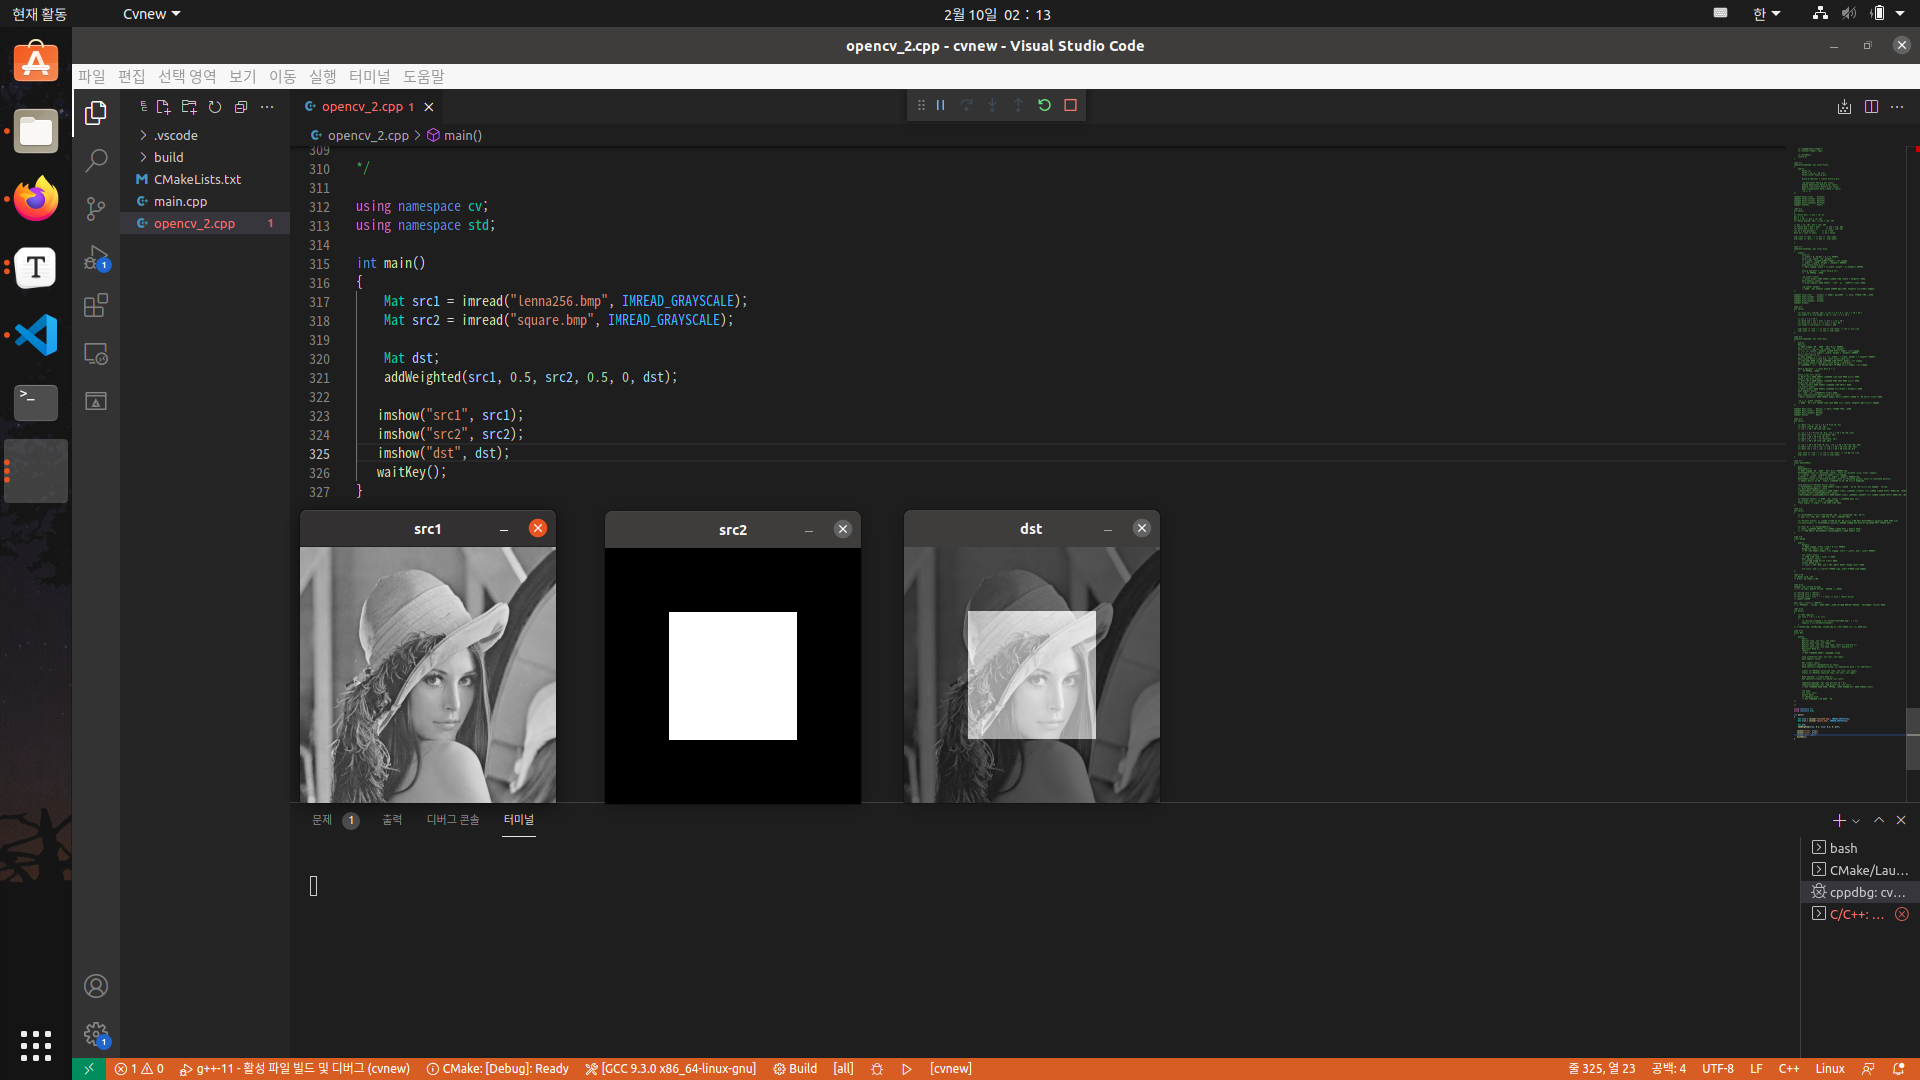 현재 활동
Cvnew
2월 10일 02 : 13
한
opencv_2.cpp - cvnew - Visual Studio Code
파일 편집 선택 영역 보기 이동 실행 터미널 도움말
opencv_2.cpp 1
opencv_2.cpp > main()
.vscode
build
CMakeLists.txt
main.cpp
opencv_2.cpp 1
309
310 */
311
312 using namespace cv;
313 using namespace std;
314
315 int main()
316 {
317 Mat src1 = imread("lenna256.bmp", IMREAD_GRAYSCALE);
318 Mat src2 = imread("square.bmp", IMREAD_GRAYSCALE);
319
320 Mat dst;
321 addWeighted(src1, 0.5, src2, 0.5, 0, dst);
322
323 imshow("src1", src1);
324 imshow("src2", src2);
325 imshow("dst", dst);
326 waitKey();
327 }
src1
src2
dst
문제 1 출력 디버그 콘솔 터미널
bash
CMake/Lau...
cppdbg: cv...
C/C++: ...
1 0 g++-11 - 활성 파일 빌드 및 디버그 (cvnew) CMake: [Debug]: Ready [GCC 9.3.0 x86_64-linux-gnu] Build [all] [cvnew] 줄 325, 열 23 공백: 4 UTF-8 LF C++ Linux